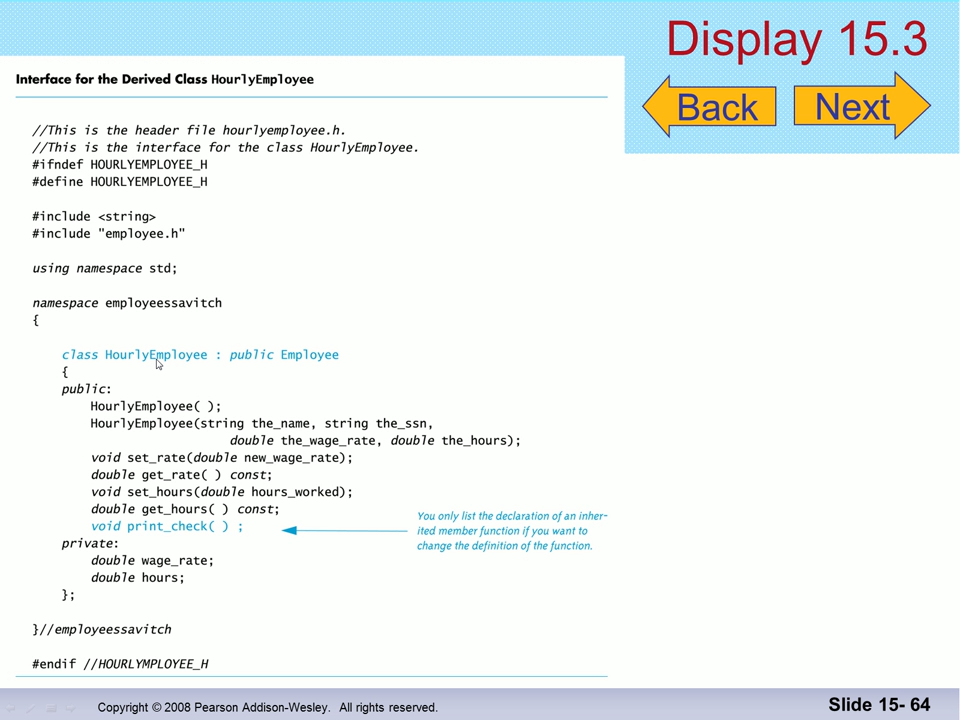 Display 15.3
Back
Next
Interface for the Derived Class HourlyEmployee
//This is the header file hourlyemployee.h.
//This is the interface for the class HourlyEmployee.
#ifndef HOURLYEMPLOYEE_H
#define HOURLYEMPLOYEE_H
#include <string>
#include "employee.h"
using namespace std;
namespace employeessavitch
{
class HourlyEmployee : public Employee
{
public:
HourlyEmployee( );
HourlyEmployee(string the_name, string the_ssn,
double the_wage_rate, double the_hours);
void set_rate(double new_wage_rate);
double get_rate( ) const;
void set_hours(double hours_worked);
double get_hours( ) const;
void print_check( ) ;
You only list the declaration of an inher-
ited member function if you want to
change the definition of the function.
private:
double wage_rate;
double hours;
};
}//employeessavitch
#endif //HOURLYMPLOYEE_H
Copyright © 2008 Pearson Addison-Wesley. All rights reserved.
Slide 15- 64